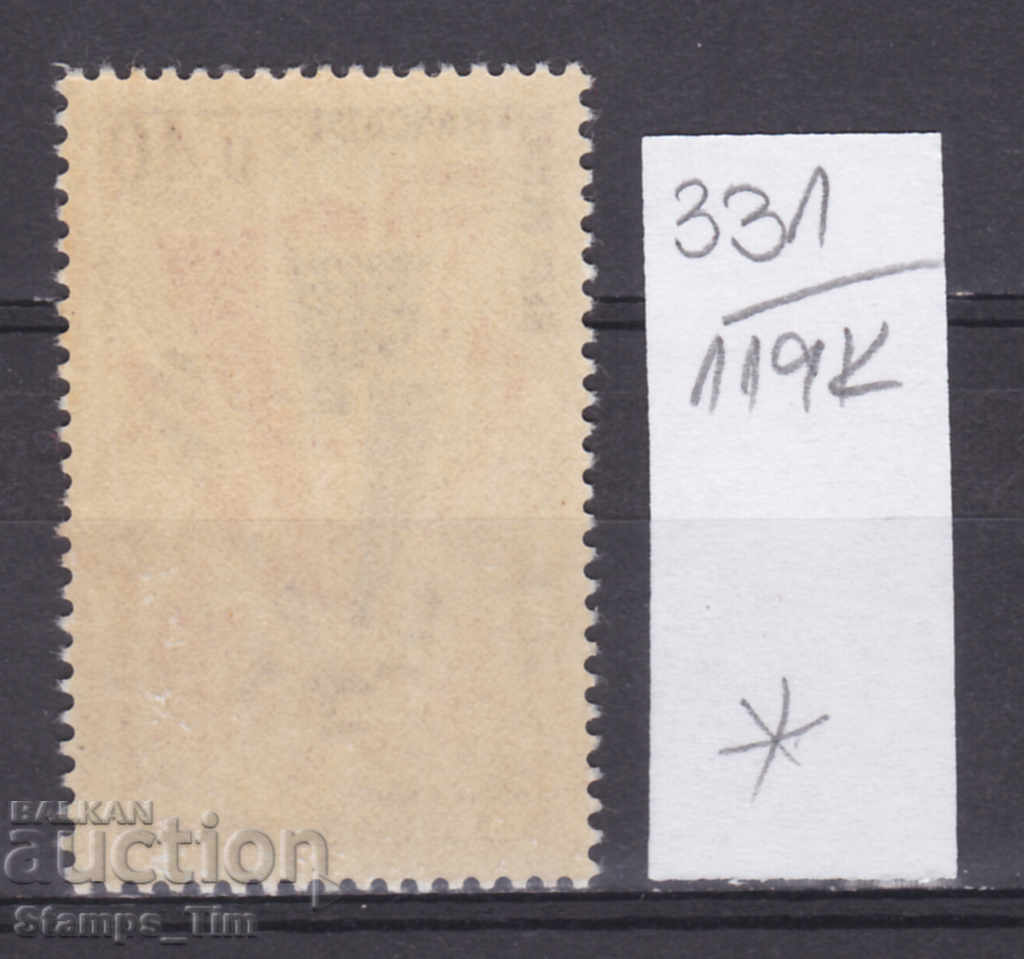 331
119K
*
BALKAN
auction
Stamps_Tim